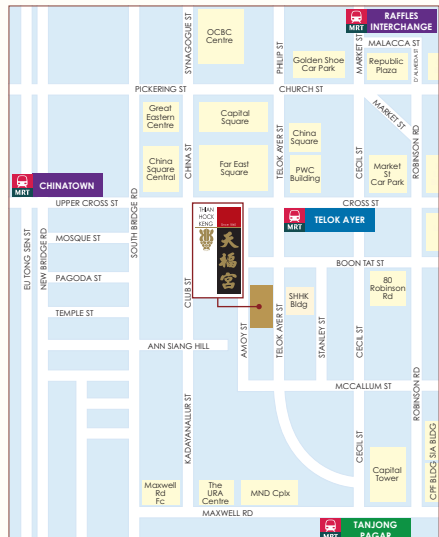 RAFFLES
INTERCHANGE
MRT
MALACCA ST
SYNAGOGUE ST
OCBC
Centre
PHILIP ST
Golden Shoe
Car Park
MARKET ST
Republic
Plaza
D'ALMEIDA ST
PICKERING ST
CHURCH ST
MARKET ST
ROBINSON RD
Great
Eastern
Centre
Capital
Square
China
Square
China
Square
Central
CHINA ST
Far East
Square
TELOK AYER ST
PWC
Building
CECIL ST
Market
St
Car Park
MRT
CHINATOWN
UPPER CROSS ST
CROSS ST
SOUTH BRIDGE RD
MRT
TELOK AYER
THIAN
HOCK
KENG
天福宮
MOSQUE ST
EU TONG SEN ST
NEW BRIDGE RD
BOON TAT ST
PAGODA ST
TEMPLE ST
CLUB ST
80
Robinson
Rd
SHHK
Bldg
AMOY ST
TELOK AYER ST
STANLEY ST
CECIL ST
ANN SIANG HILL
ROBINSON RD
MCCALLUM ST
KADAYANALLUR ST
CECIL ST
CPF BLDG
SIA BLDG
Capital
Tower
Maxwell
Rd
Fc
The
URA
Centre
MND Cplx
MAXWELL RD
MRT
TANJONG
PAGAR